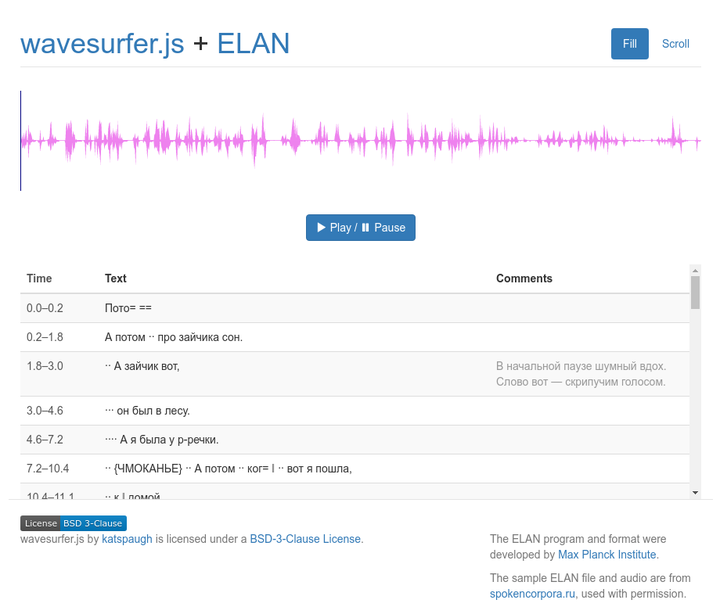 wavesurfer.js + ELAN
Fill
Scroll
Play / Pause
Time Text Comments
0.0–0.2 Пото= ==
0.2–1.8 А потом ·· про зайчика сон.
1.8–3.0 ·· А зайчик вот, В начальной паузе шумный вдох.
Слово вот — скрипучим голосом.
3.0–4.6 ··· он был в лесу.
4.6–7.2 ···· А я была у р-речки.
7.2–10.4 ·· {ЧМОКАНЬЕ} ·· А потом ·· ког= | ·· вот я пошла,
10.4–11.1 ·· к | домой
License BSD 3-Clause
wavesurfer.js by katspaugh is licensed under a BSD-3-Clause License.
The ELAN program and format were
developed by Max Planck Institute.
The sample ELAN file and audio are from
spokencorpora.ru, used with permission.